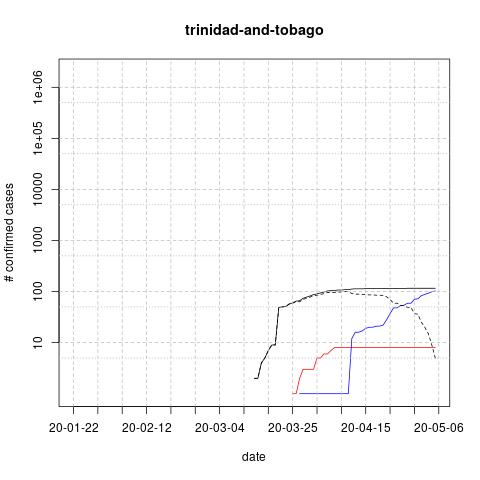 trinidad-and-tobago
# confirmed cases
1e+06
1e+05
10000
1000
100
10
20-01-22 20-02-12 20-03-04 20-03-25 20-04-15 20-05-06
date